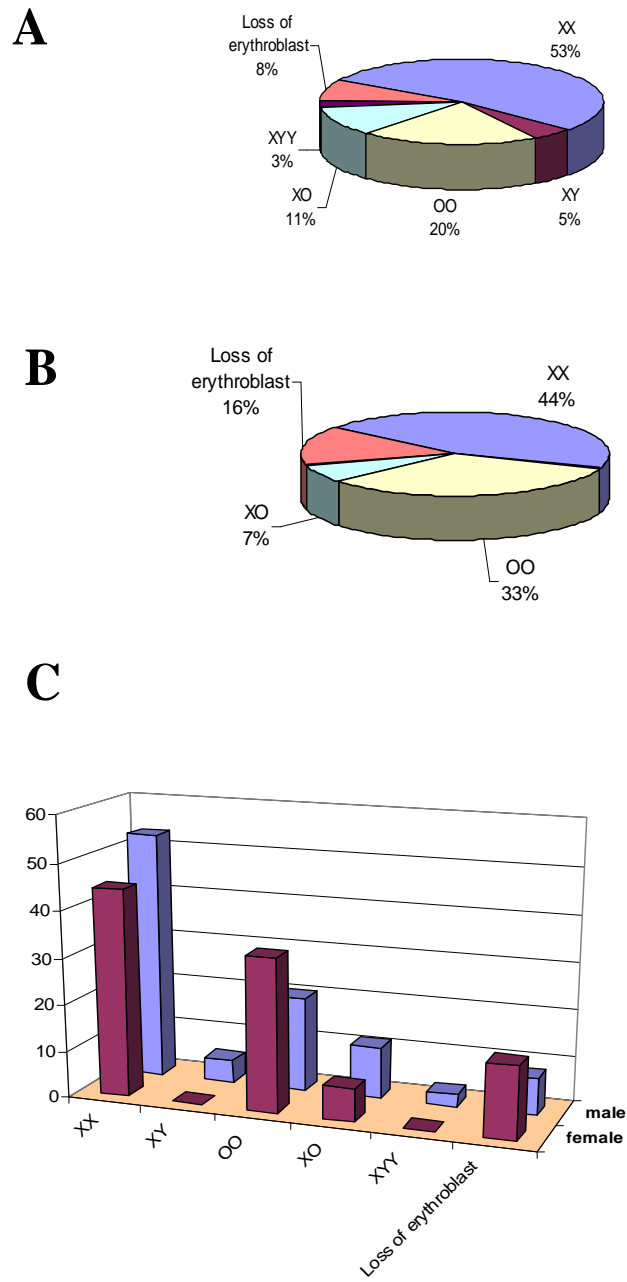 A
Loss of
erythroblast
8%
XX
53%
XYY
3%
XO
11%
OO
20%
XY
5%
B
Loss of
erythroblast
16%
XX
44%
XO
7%
OO
33%
C
60
50
40
30
20
10
0
XX
XY
OO
XO
XYY
Loss of erythroblast
male
female